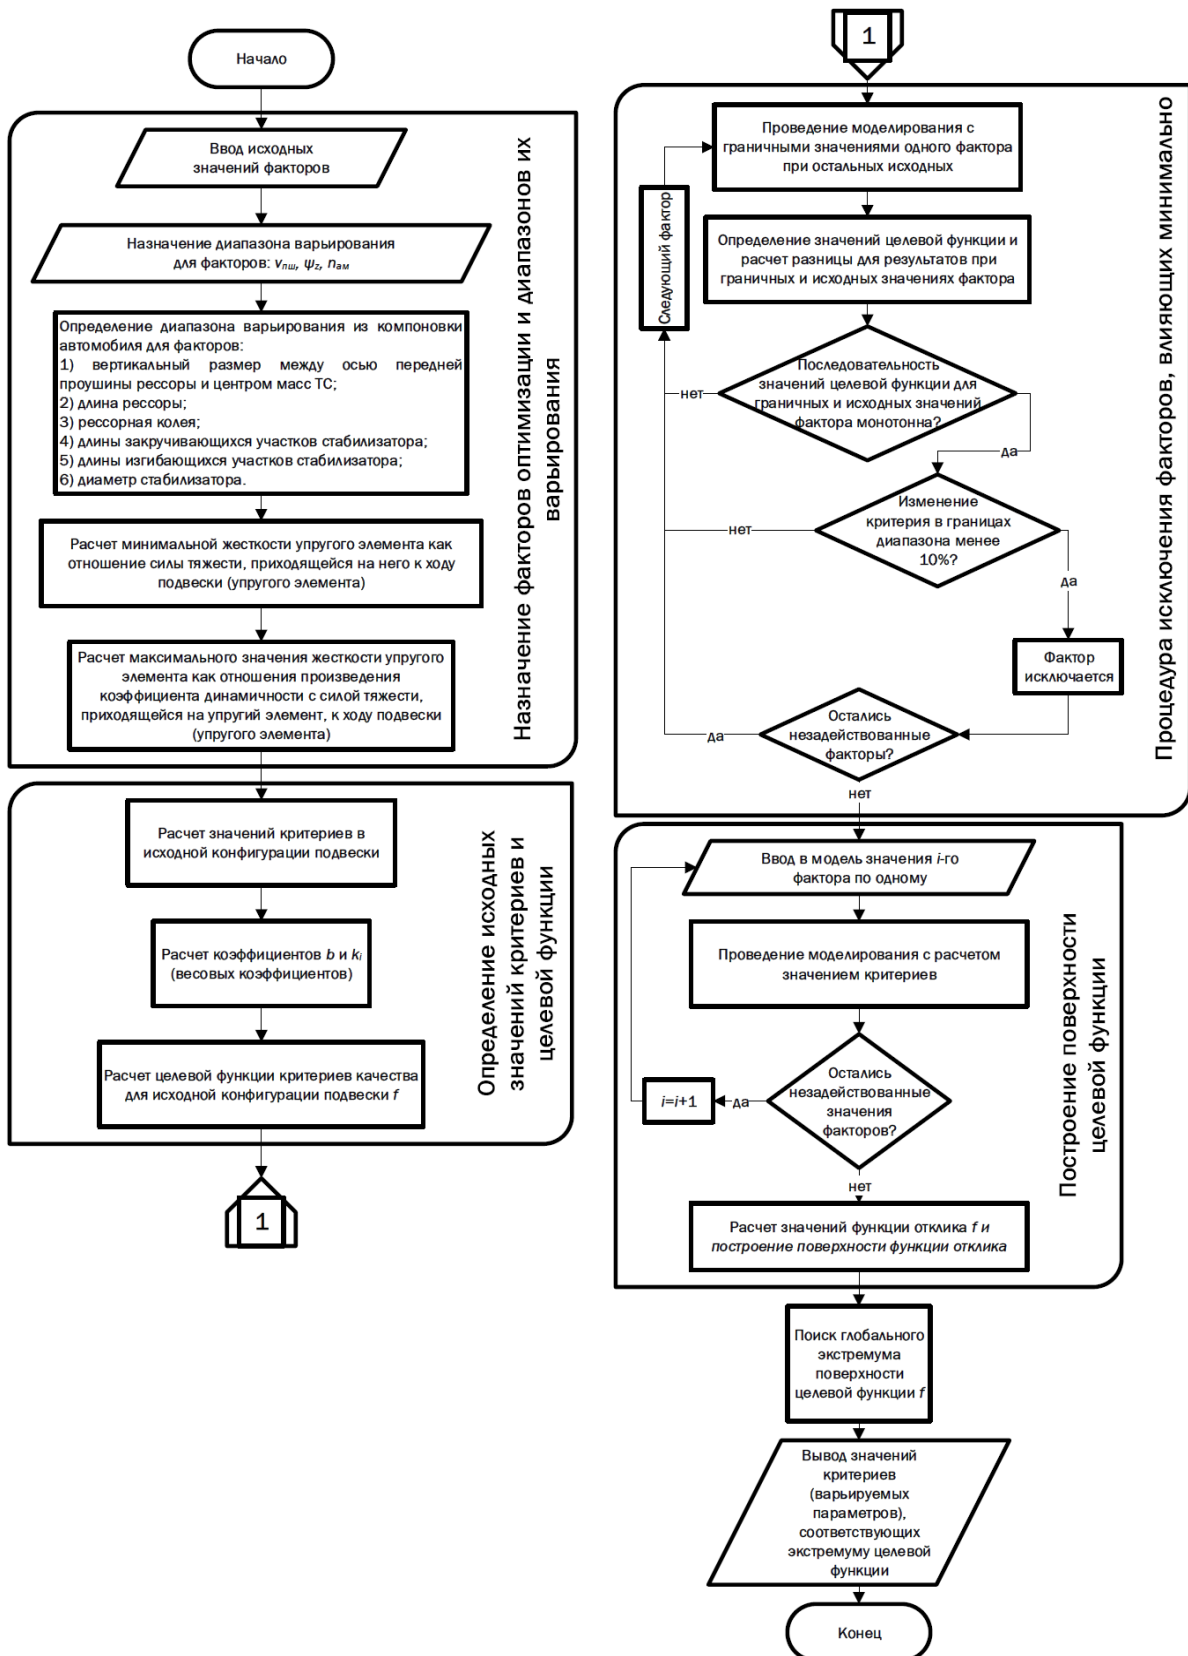 Начало
Ввод исходных
значений факторов
Назначение диапазона варьирования
для факторов: vпш, ψz, nам
Определение диапазона варьирования из компоновки
автомобиля для факторов:
1) вертикальный размер между осью передней
проушины рессоры и центром масс ТС;
2) длина рессоры;
3) рессорная колея;
4) длины закручивающихся участков стабилизатора;
5) длины изгибающихся участков стабилизатора;
6) диаметр стабилизатора.
Расчет минимальной жесткости упругого элемента как
отношение силы тяжести, приходящейся на него к ходу
подвески (упругого элемента)
Расчет максимального значения жесткости упругого
элемента как отношения произведения
коэффициента динамичности с силой тяжести,
приходящейся на упругий элемент, к ходу подвески
(упругого элемента)
Назначение факторов оптимизации и диапазонов их
варьирования
Расчет значений критериев в
исходной конфигурации подвески
Расчет коэффициентов b и ki
(весовых коэффициентов)
Расчет целевой функции критериев качества
для исходной конфигурации подвески f
Определение исходных
значений критериев и
целевой функции
1
1
Проведение моделирования с
граничными значениями одного фактора
при остальных исходных
Следующий фактор
Определение значений целевой функции и
расчет разницы для результатов при
граничных и исходных значениях фактора
Последовательность
значений целевой функции для
граничных и исходных значений
фактора монотонна?
нет
да
Изменение
критерия в границах
диапазона менее
10%?
нет
да
Фактор
исключается
Остались
незадействованные
факторы?
да
нет
Процедура исключения факторов, влияющих минимально
Ввод в модель значения i-го
фактора по одному
Проведение моделирования с расчетом
значением критериев
Остались
незадействованные
значения
факторов?
да
i=i+1
нет
Расчет значений функции отклика f и
построение поверхности функции отклика
Построение поверхности
целевой функции
Поиск глобального
экстремума
поверхности
целевой функции f
Вывод значений
критериев
(варьируемых
параметров),
соответствующих
экстремуму целевой
функции
Конец